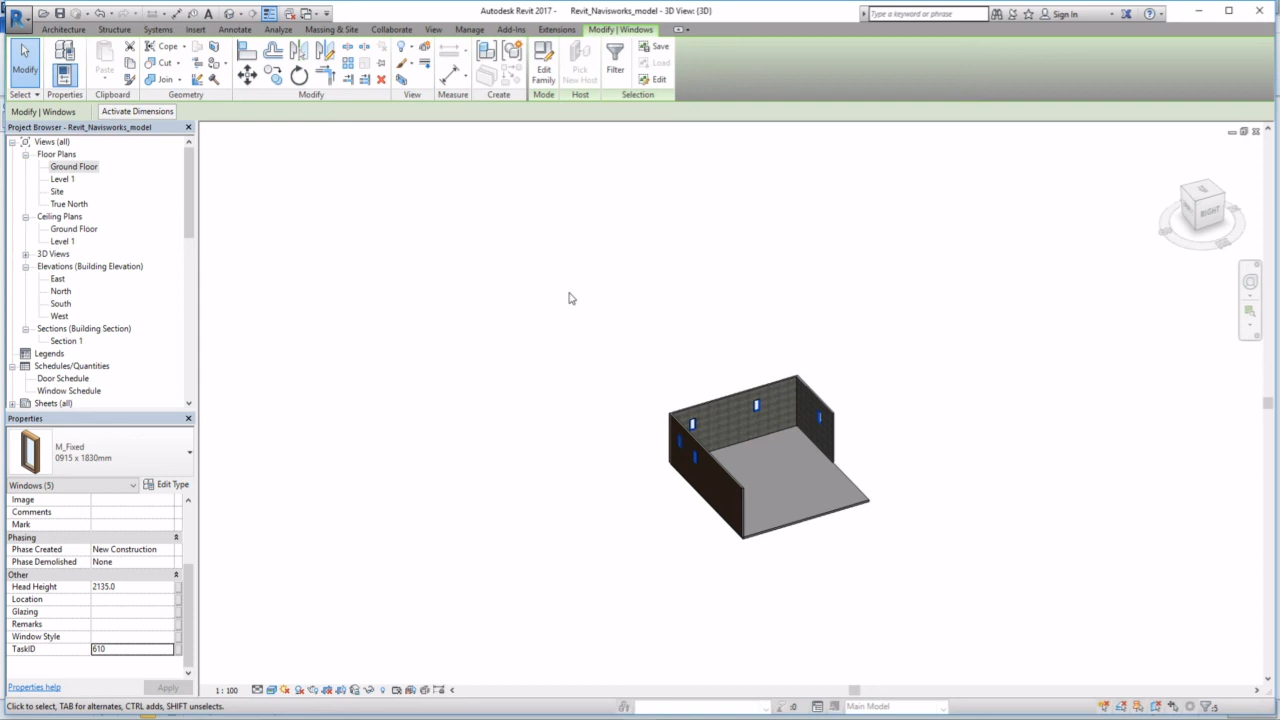 Autodesk Revit 2017 - Revit_Navisworks_model - 3D View: {3D}
Type a keyword or phrase
Sign In
Architecture Structure Systems Insert Annotate Analyze Massing & Site Collaborate View Manage Add-Ins Extensions Modify | Windows
Modify
Properties
Paste
Cope
Cut
Join
Edit Family
Pick New Host
Filter
Save
Load
Edit
Select Properties Clipboard Geometry Modify View Measure Create Mode Host Selection
Modify | Windows Activate Dimensions
Project Browser - Revit_Navisworks_model
Views (all)
Floor Plans
Ground Floor
Level 1
Site
True North
Ceiling Plans
Ground Floor
Level 1
3D Views
Elevations (Building Elevation)
East
North
South
West
Sections (Building Section)
Section 1
Legends
Schedules/Quantities
Door Schedule
Window Schedule
Sheets (all)
Properties
M_Fixed
0915 x 1830mm
Windows (5) Edit Type
Image
Comments
Mark
Phasing
Phase Created New Construction
Phase Demolished None
Other
Head Height 2135.0
Location
Glazing
Remarks
Window Style
TaskID 610
Properties help Apply
RIGHT
1 : 100
Click to select, TAB for alternates, CTRL adds, SHIFT unselects.
:0
Main Model
:5